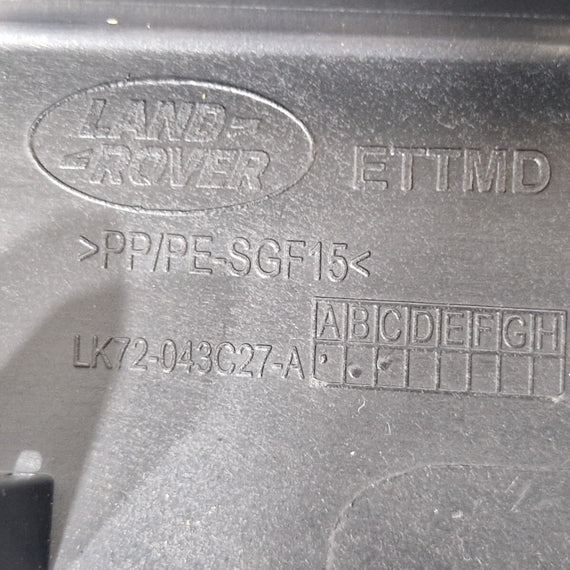 LAND-
-ROVER
ETTMD
>PP/PE-SGF15<
ABCDEFGH
LK72-043C27-A